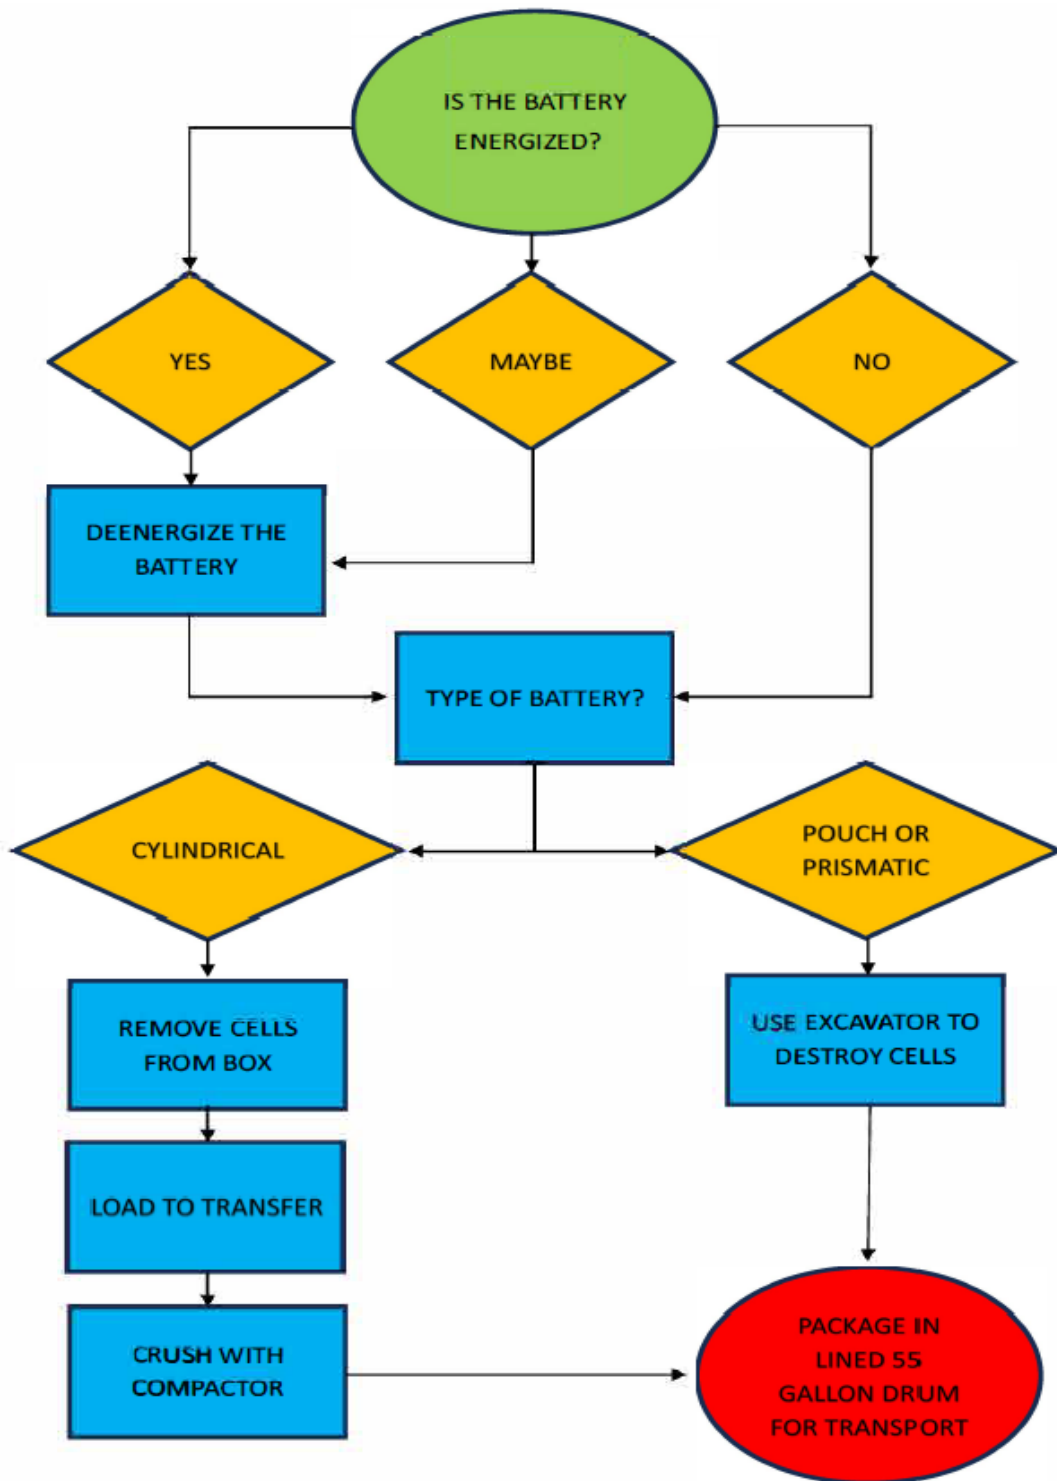 IS THE BATTERY
ENERGIZED?
YES
MAYBE
NO
DEENERGIZE THE
BATTERY
TYPE OF BATTERY?
CYLINDRICAL
POUCH OR
PRISMATIC
REMOVE CELLS
FROM BOX
USE EXCAVATOR TO
DESTROY CELLS
LOAD TO TRANSFER
CRUSH WITH
COMPACTOR
PACKAGE IN
LINED 55
GALLON DRUM
FOR TRANSPORT